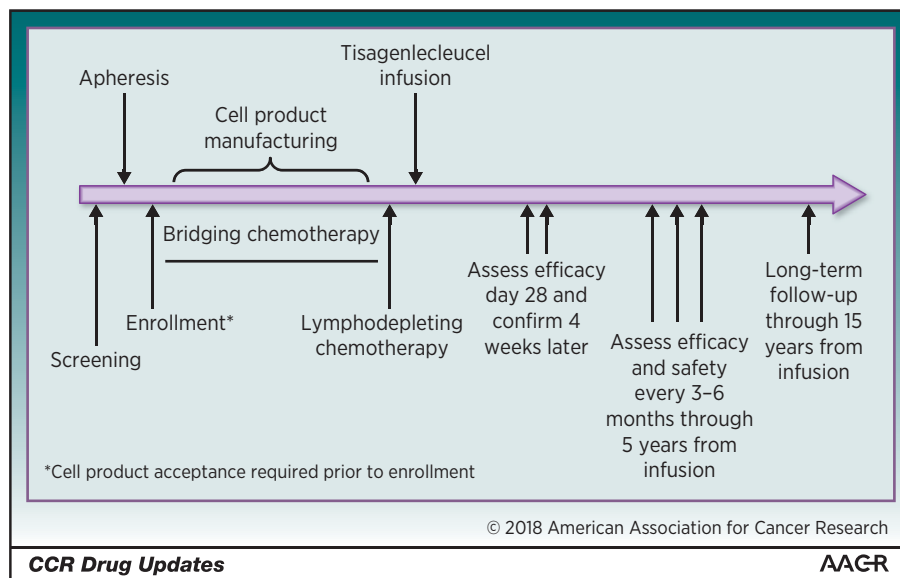 Apheresis
Tisagenlecleucel
infusion
Cell product
manufacturing
Bridging chemotherapy
Screening
Enrollment*
Lymphodepleting
chemotherapy
Assess efficacy
day 28 and
confirm 4
weeks later
Assess efficacy
and safety
every 3–6
months through
5 years from
infusion
Long-term
follow-up
through 15
years from
infusion
*Cell product acceptance required prior to enrollment
© 2018 American Association for Cancer Research
CCR Drug Updates
AACR